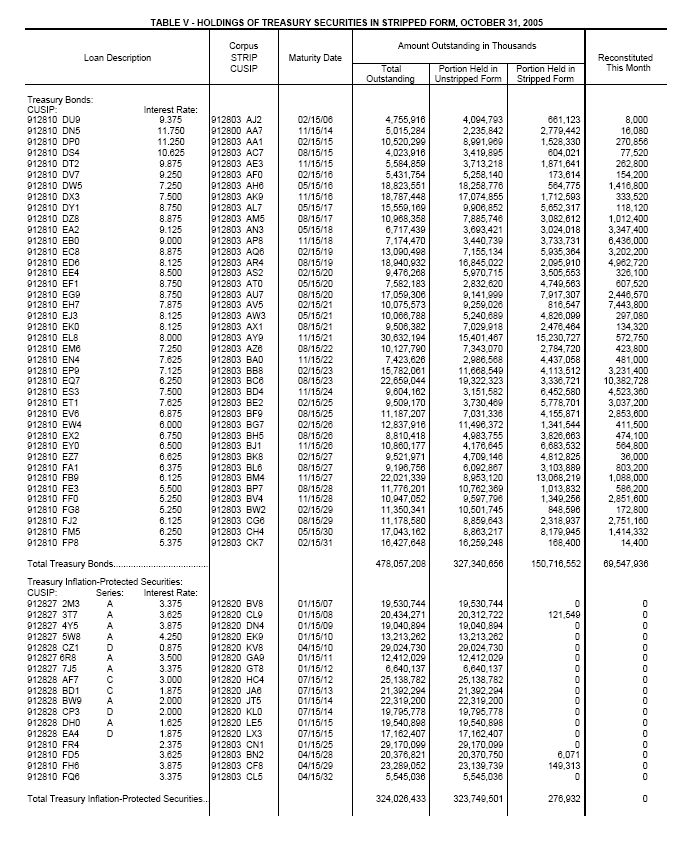 TABLE V - HOLDINGS OF TREASURY SECURITIES IN STRIPPED FORM, OCTOBER 31, 2005
Loan Description Corpus STRIP CUSIP Maturity Date Amount Outstanding in Thousands Reconstituted This Month
Total Outstanding Portion Held in Unstripped Form Portion Held in Stripped Form
Treasury Bonds:
CUSIP: Interest Rate:
912810 DU9 9.375 912803 AJ2 02/15/06 4,755,916 4,094,793 661,123 8,000
912810 DN5 11.750 912800 AA7 11/15/14 5,015,284 2,235,842 2,779,442 16,080
912810 DP0 11.250 912803 AA1 02/15/15 10,520,299 8,991,969 1,528,330 270,856
912810 DS4 10.625 912803 AC7 08/15/15 4,023,916 3,419,895 604,021 77,520
912810 DT2 9.875 912803 AE3 11/15/15 5,584,859 3,713,218 1,871,641 262,800
912810 DV7 9.250 912803 AF0 02/15/16 5,431,754 5,258,140 173,614 154,200
912810 DW5 7.250 912803 AH6 05/15/16 18,823,551 18,258,776 564,775 1,416,800
912810 DX3 7.500 912803 AK9 11/15/16 18,787,448 17,074,855 1,712,593 333,520
912810 DY1 8.750 912803 AL7 05/15/17 15,559,169 9,906,852 5,652,317 118,120
912810 DZ8 8.875 912803 AM5 08/15/17 10,968,358 7,885,746 3,082,612 1,012,400
912810 EA2 9.125 912803 AN3 05/15/18 6,717,439 3,693,421 3,024,018 3,347,400
912810 EB0 9.000 912803 AP8 11/15/18 7,174,470 3,440,739 3,733,731 6,436,000
912810 EC8 8.875 912803 AQ6 02/15/19 13,090,498 7,155,134 5,935,364 3,202,200
912810 ED6 8.125 912803 AR4 08/15/19 18,940,932 16,845,022 2,095,910 4,962,720
912810 EE4 8.500 912803 AS2 02/15/20 9,476,268 5,970,715 3,505,553 326,100
912810 EF1 8.750 912803 AT0 05/15/20 7,582,183 2,832,620 4,749,563 607,520
912810 EG9 8.750 912803 AU7 08/15/20 17,059,306 9,141,999 7,917,307 2,446,570
912810 EH7 7.875 912803 AV5 02/15/21 10,075,573 9,259,026 816,547 7,443,800
912810 EJ3 8.125 912803 AW3 05/15/21 10,066,788 5,240,689 4,826,099 297,080
912810 EK0 8.125 912803 AX1 08/15/21 9,506,382 7,029,918 2,476,464 134,320
912810 EL8 8.000 912803 AY9 11/15/21 30,632,194 15,401,467 15,230,727 572,750
912810 EM6 7.250 912803 AZ6 08/15/22 10,127,790 7,343,070 2,784,720 423,800
912810 EN4 7.625 912803 BA0 11/15/22 7,423,626 2,986,568 4,437,058 481,000
912810 EP9 7.125 912803 BB8 02/15/23 15,782,061 11,668,549 4,113,512 3,231,400
912810 EQ7 6.250 912803 BC6 08/15/23 22,659,044 19,322,323 3,336,721 10,382,728
912810 ES3 7.500 912803 BD4 11/15/24 9,604,162 3,151,582 6,452,580 4,523,360
912810 ET1 7.625 912803 BE2 02/15/25 9,509,170 3,730,469 5,778,701 3,037,200
912810 EV6 6.875 912803 BF9 08/15/25 11,187,207 7,031,336 4,155,871 2,853,600
912810 EW4 6.000 912803 BG7 02/15/26 12,837,916 11,496,372 1,341,544 411,500
912810 EX2 6.750 912803 BH5 08/15/26 8,810,418 4,983,755 3,826,663 474,100
912810 EY0 6.500 912803 BJ1 11/15/26 10,860,177 4,176,645 6,683,532 564,800
912810 EZ7 6.625 912803 BK8 02/15/27 9,521,971 4,709,146 4,812,825 36,000
912810 FA1 6.375 912803 BL6 08/15/27 9,196,756 6,092,867 3,103,889 803,200
912810 FB9 6.125 912803 BM4 11/15/27 22,021,339 8,953,120 13,068,219 1,088,000
912810 FE3 5.500 912803 BP7 08/15/28 11,776,201 10,762,369 1,013,832 586,200
912810 FF0 5.250 912803 BV4 11/15/28 10,947,052 9,597,796 1,349,256 2,851,600
912810 FG8 5.250 912803 BW2 02/15/29 11,350,341 10,501,745 848,596 172,800
912810 FJ2 6.125 912803 CG6 08/15/29 11,178,580 8,859,643 2,318,937 2,751,160
912810 FM5 6.250 912803 CH4 05/15/30 17,043,162 8,863,217 8,179,945 1,414,332
912810 FP8 5.375 912803 CK7 02/15/31 16,427,648 16,259,248 168,400 14,400
Total Treasury Bonds.................................... 478,057,208 327,340,656 150,716,552 69,547,936
Treasury Inflation-Protected Securities:
CUSIP: Series: Interest Rate:
912827 2M3 A 3.375 912820 BV8 01/15/07 19,530,744 19,530,744 0 0
912827 3T7 A 3.625 912820 CL9 01/15/08 20,434,271 20,312,722 121,549 0
912827 4Y5 A 3.875 912820 DN4 01/15/09 19,040,894 19,040,894 0 0
912827 5W8 A 4.250 912820 EK9 01/15/10 13,213,262 13,213,262 0 0
912828 CZ1 D 0.875 912820 KV8 04/15/10 29,024,730 29,024,730 0 0
912827 6R8 A 3.500 912820 GA9 01/15/11 12,412,029 12,412,029 0 0
912827 7J5 A 3.375 912820 GT8 01/15/12 6,640,137 6,640,137 0 0
912828 AF7 C 3.000 912820 HC4 07/15/12 25,138,782 25,138,782 0 0
912828 BD1 C 1.875 912820 JA6 07/15/13 21,392,294 21,392,294 0 0
912828 BW9 A 2.000 912820 JT5 01/15/14 22,319,200 22,319,200 0 0
912828 CP3 D 2.000 912820 KL0 07/15/14 19,795,778 19,795,778 0 0
912828 DH0 A 1.625 912820 LE5 01/15/15 19,540,898 19,540,898 0 0
912828 EA4 D 1.875 912820 LX3 07/15/15 17,162,407 17,162,407 0 0
912810 FR4 2.375 912803 CN1 01/15/25 29,170,099 29,170,099 0 0
912810 FD5 3.625 912803 BN2 04/15/28 20,376,821 20,370,750 6,071 0
912810 FH6 3.875 912803 CF8 04/15/29 23,289,052 23,139,739 149,313 0
912810 FQ6 3.375 912803 CL5 04/15/32 5,545,036 5,545,036 0 0
Total Treasury Inflation-Protected Securities.. 324,026,433 323,749,501 276,932 0